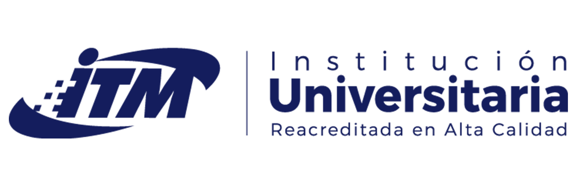 iTM
Institución
Universitaria
Reacreditada en Alta Calidad